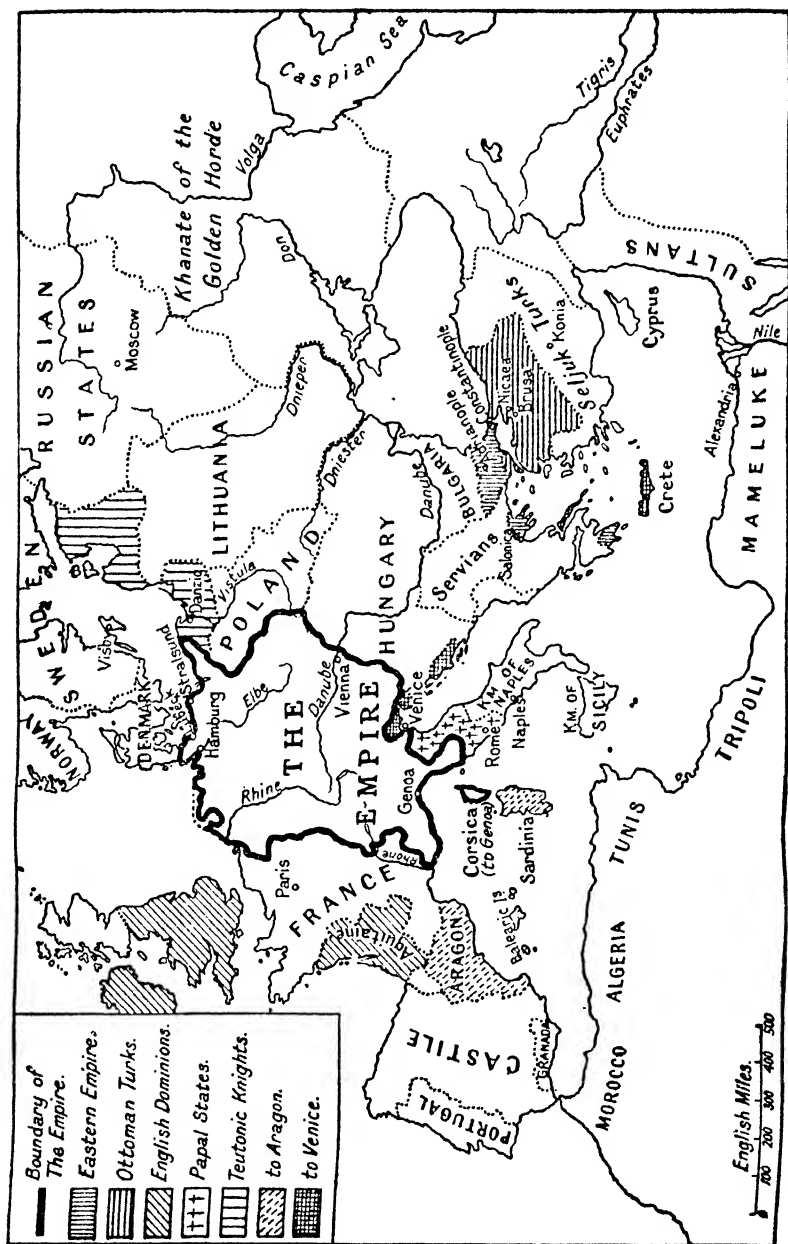 Boundary of
The Empire.
Eastern Empire.
Ottoman Turks.
English Dominions.
Papal States.
Teutonic Knights.
to Aragon.
to Venice.
NORWAY
SWEDEN
RUSSIAN
STATES
Moscow
Khanate of the
Golden Horde
Volga
Caspian Sea
Don
Visby
DENMARK
Stralsund
Hamburg
Danzig
LITHUANIA
Vistula
POLAND
Dnieper
Dniester
Elbe
Rhine
THE
EMPIRE
Danube
Vienna
HUNGARY
Danube
BULGARIA
Servians
Paris
FRANCE
Rhone
Aquitaine
Genoa
Venice
Adrianople
Constantinople
Nicaea
Brusa
Selluk
Turks
Konia
Tigris
Euphrates
Salonica
Corsica
(to Genoa)
Rome
Naples
KM. OF
NAPLES
KM. OF
SICILY
Sardinia
Balearic Is
ARAGON
CASTILE
PORTUGAL
GRANADA
Crete
Cyprus
MOROCCO
ALGERIA
TUNIS
TRIPOLI
Alexandria
Nile
MAMELUKE
SULTANS
English Miles.
100 200 300 400 500